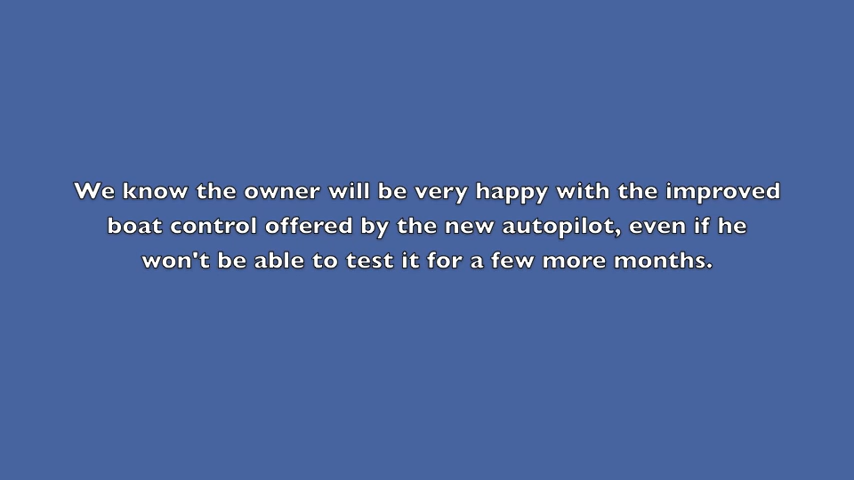 We know the owner will be very happy with the improved
boat control offered by the new autopilot, even if he
won't be able to test it for a few more months.